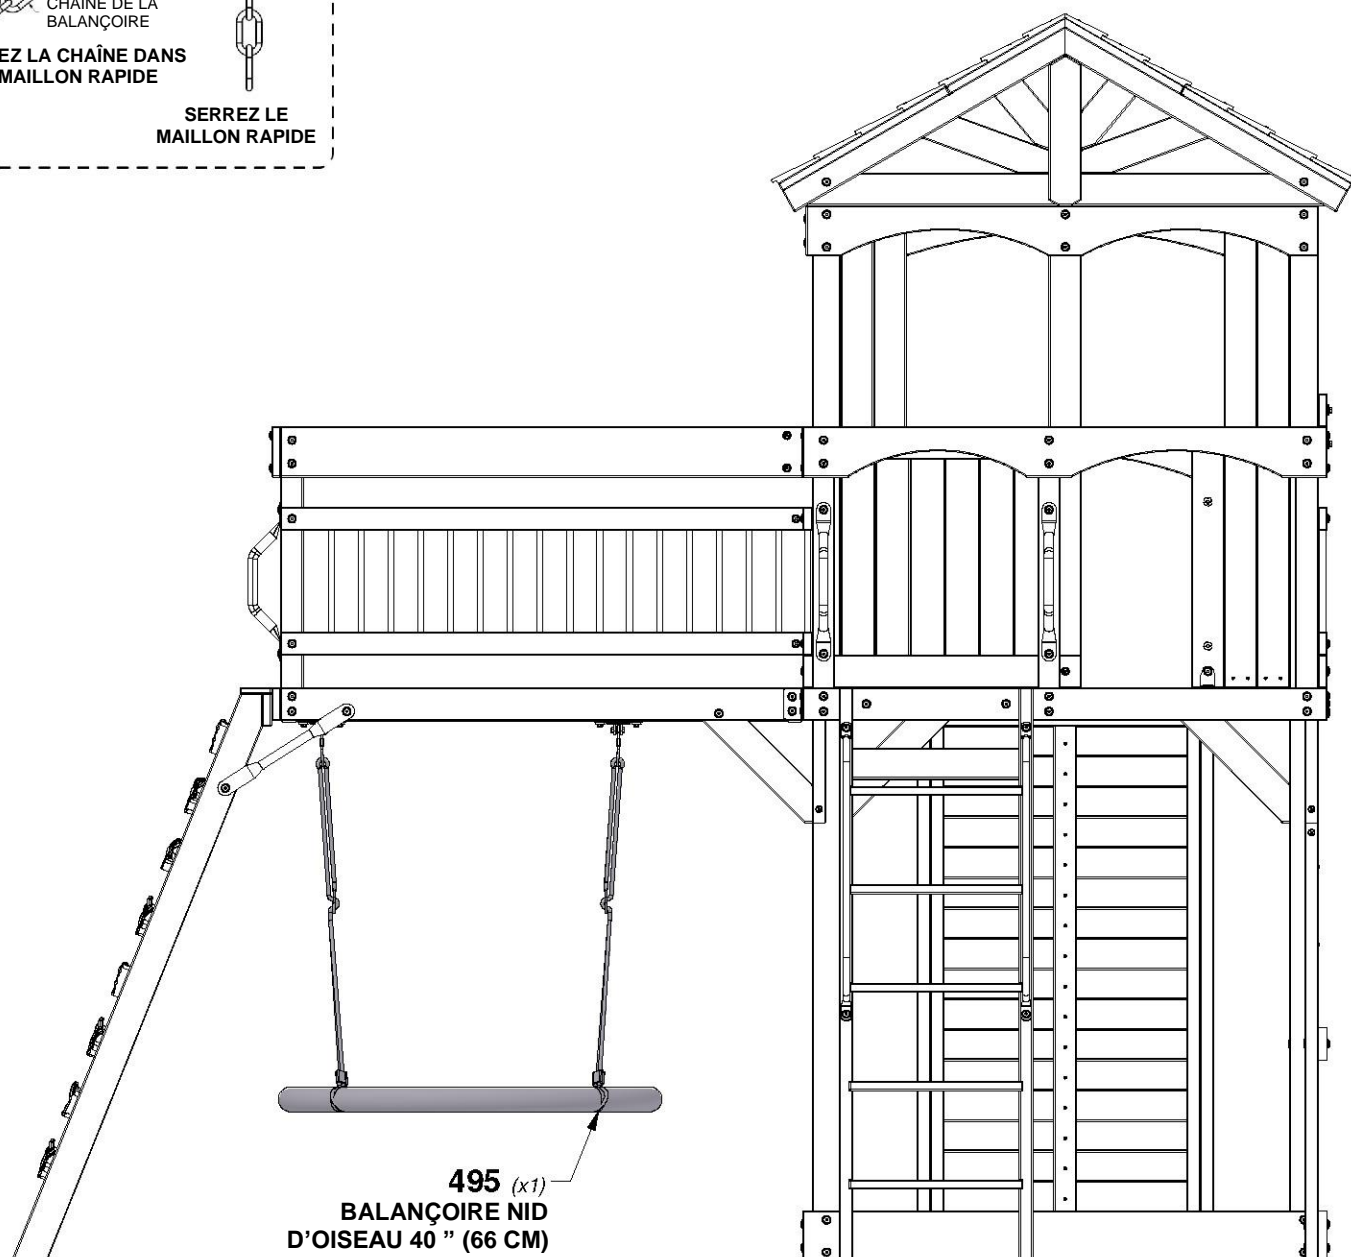 CHAÎNE DE LA
BALANÇOIRE
EZ LA CHAÎNE DANS
MAILLON RAPIDE
SERREZ LE
MAILLON RAPIDE
495 (x1)
BALANÇOIRE NID
D'OISEAU 40 ” (66 CM)